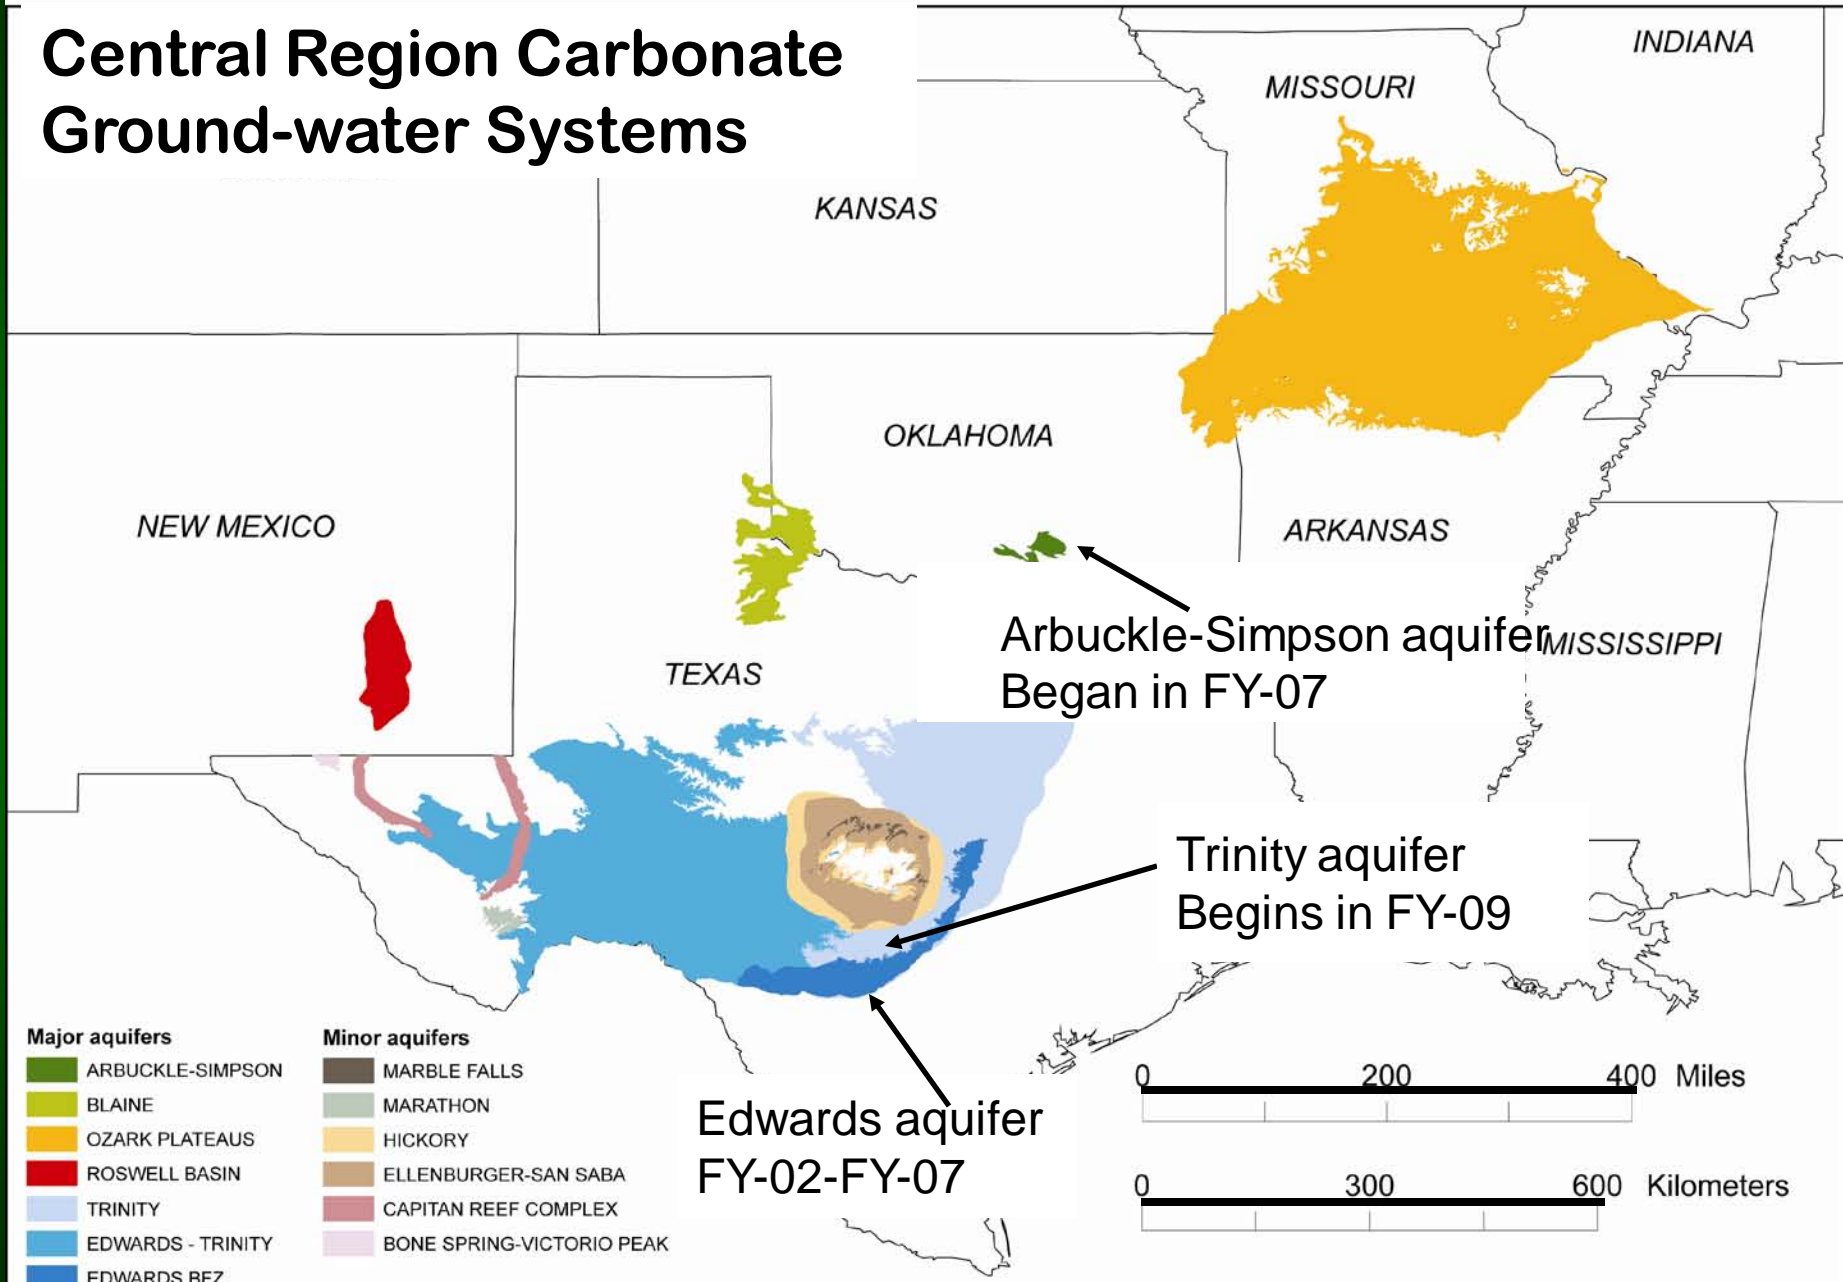 Central Region Carbonate
Ground-water Systems
INDIANA
MISSOURI
KANSAS
OKLAHOMA
NEW MEXICO
ARKANSAS
Arbuckle-Simpson aquifer
Began in FY-07
MISSISSIPPI
TEXAS
Trinity aquifer
Begins in FY-09
Edwards aquifer
FY-02-FY-07
Major aquifers
ARBUCKLE-SIMPSON
BLAINE
OZARK PLATEAUS
ROSWELL BASIN
TRINITY
EDWARDS - TRINITY
EDWARDS BFZ
Minor aquifers
MARBLE FALLS
MARATHON
HICKORY
ELLENBURGER-SAN SABA
CAPITAN REEF COMPLEX
BONE SPRING-VICTORIO PEAK
0 200 400 Miles
0 300 600 Kilometers